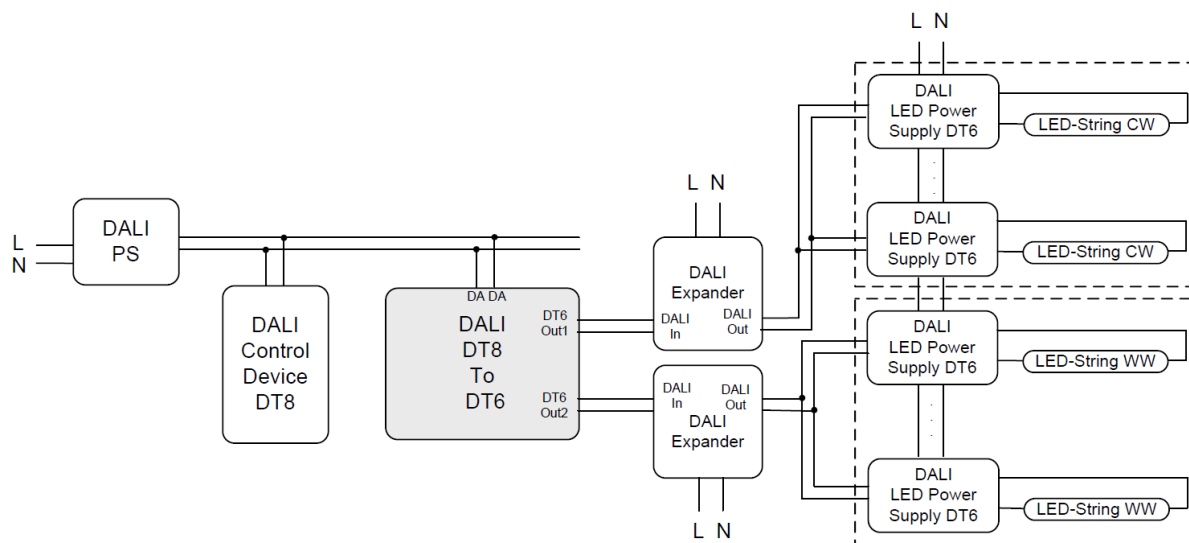 L N
DALI
LED Power
Supply DT6
LED-String CW
L N
DALI
PS
L
N
DALI
LED Power
Supply DT6
LED-String CW
DALI
Expander
DALI
In
DALI
Out
DA DA
DALI
DT8
To
DT6
DT6
Out1
DT6
Out2
DALI
Control
Device
DT8
DALI
LED Power
Supply DT6
LED-String WW
DALI
In
DALI
Out
DALI
Expander
L N
DALI
LED Power
Supply DT6
LED-String WW